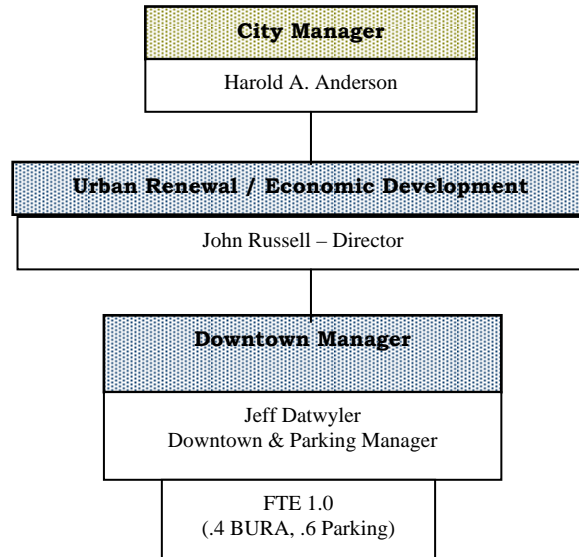 City Manager
Harold A. Anderson
Urban Renewal / Economic Development
John Russell – Director
Downtown Manager
Jeff Datwyler
Downtown & Parking Manager
FTE 1.0
(.4 BURA, .6 Parking)